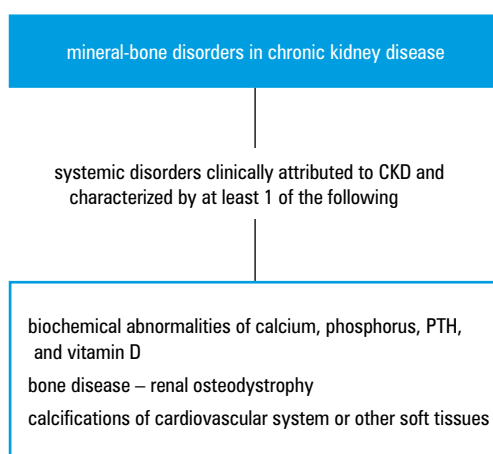 mineral-bone disorders in chronic kidney disease
systemic disorders clinically attributed to CKD and
characterized by at least 1 of the following
biochemical abnormalities of calcium, phosphorus, PTH,
and vitamin D
bone disease – renal osteodystrophy
calcifications of cardiovascular system or other soft tissues